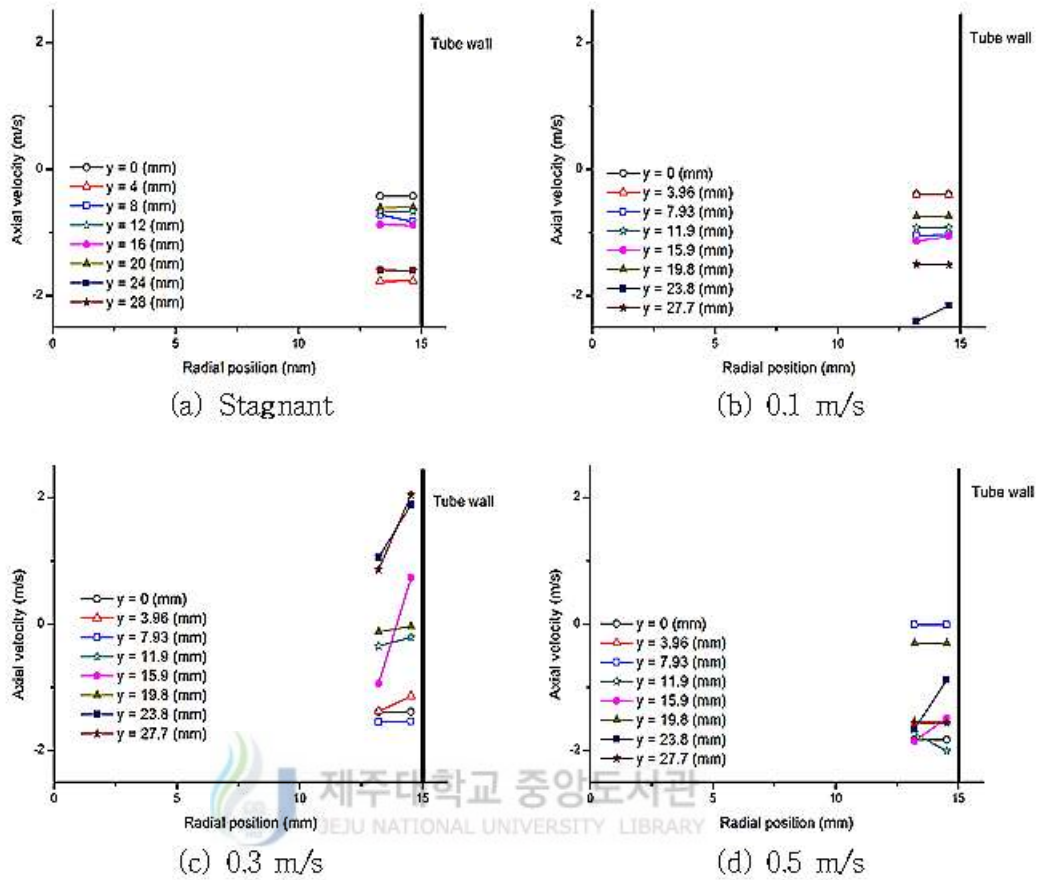 2
0
-2
Axial velocity (m/s)
Tube wall
y = 0 (mm)
y = 4 (mm)
y = 8 (mm)
y = 12 (mm)
y = 16 (mm)
y = 20 (mm)
y = 24 (mm)
y = 28 (mm)
0 5 10 15
Radial position (mm)
(a) Stagnant
2
0
-2
Axial velocity (m/s)
Tube wall
y = 0 (mm)
y = 3.96 (mm)
y = 7.93 (mm)
y = 11.9 (mm)
y = 15.9 (mm)
y = 19.8 (mm)
y = 23.8 (mm)
y = 27.7 (mm)
0 5 10 15
Radial position (mm)
(b) 0.1 m/s
2
0
-2
Axial velocity (m/s)
Tube wall
y = 0 (mm)
y = 3.96 (mm)
y = 7.93 (mm)
y = 11.9 (mm)
y = 15.9 (mm)
y = 19.8 (mm)
y = 23.8 (mm)
y = 27.7 (mm)
0 5 10 15
Radial position (mm)
(c) 0.3 m/s
2
0
-2
Axial velocity (m/s)
Tube wall
y = 0 (mm)
y = 3.96 (mm)
y = 7.93 (mm)
y = 11.9 (mm)
y = 15.9 (mm)
y = 19.8 (mm)
y = 23.8 (mm)
y = 27.7 (mm)
0 5 10 15
Radial position (mm)
(d) 0.5 m/s
제주대학교 중앙도서관
JEJU NATIONAL UNIVERSITY LIBRARY